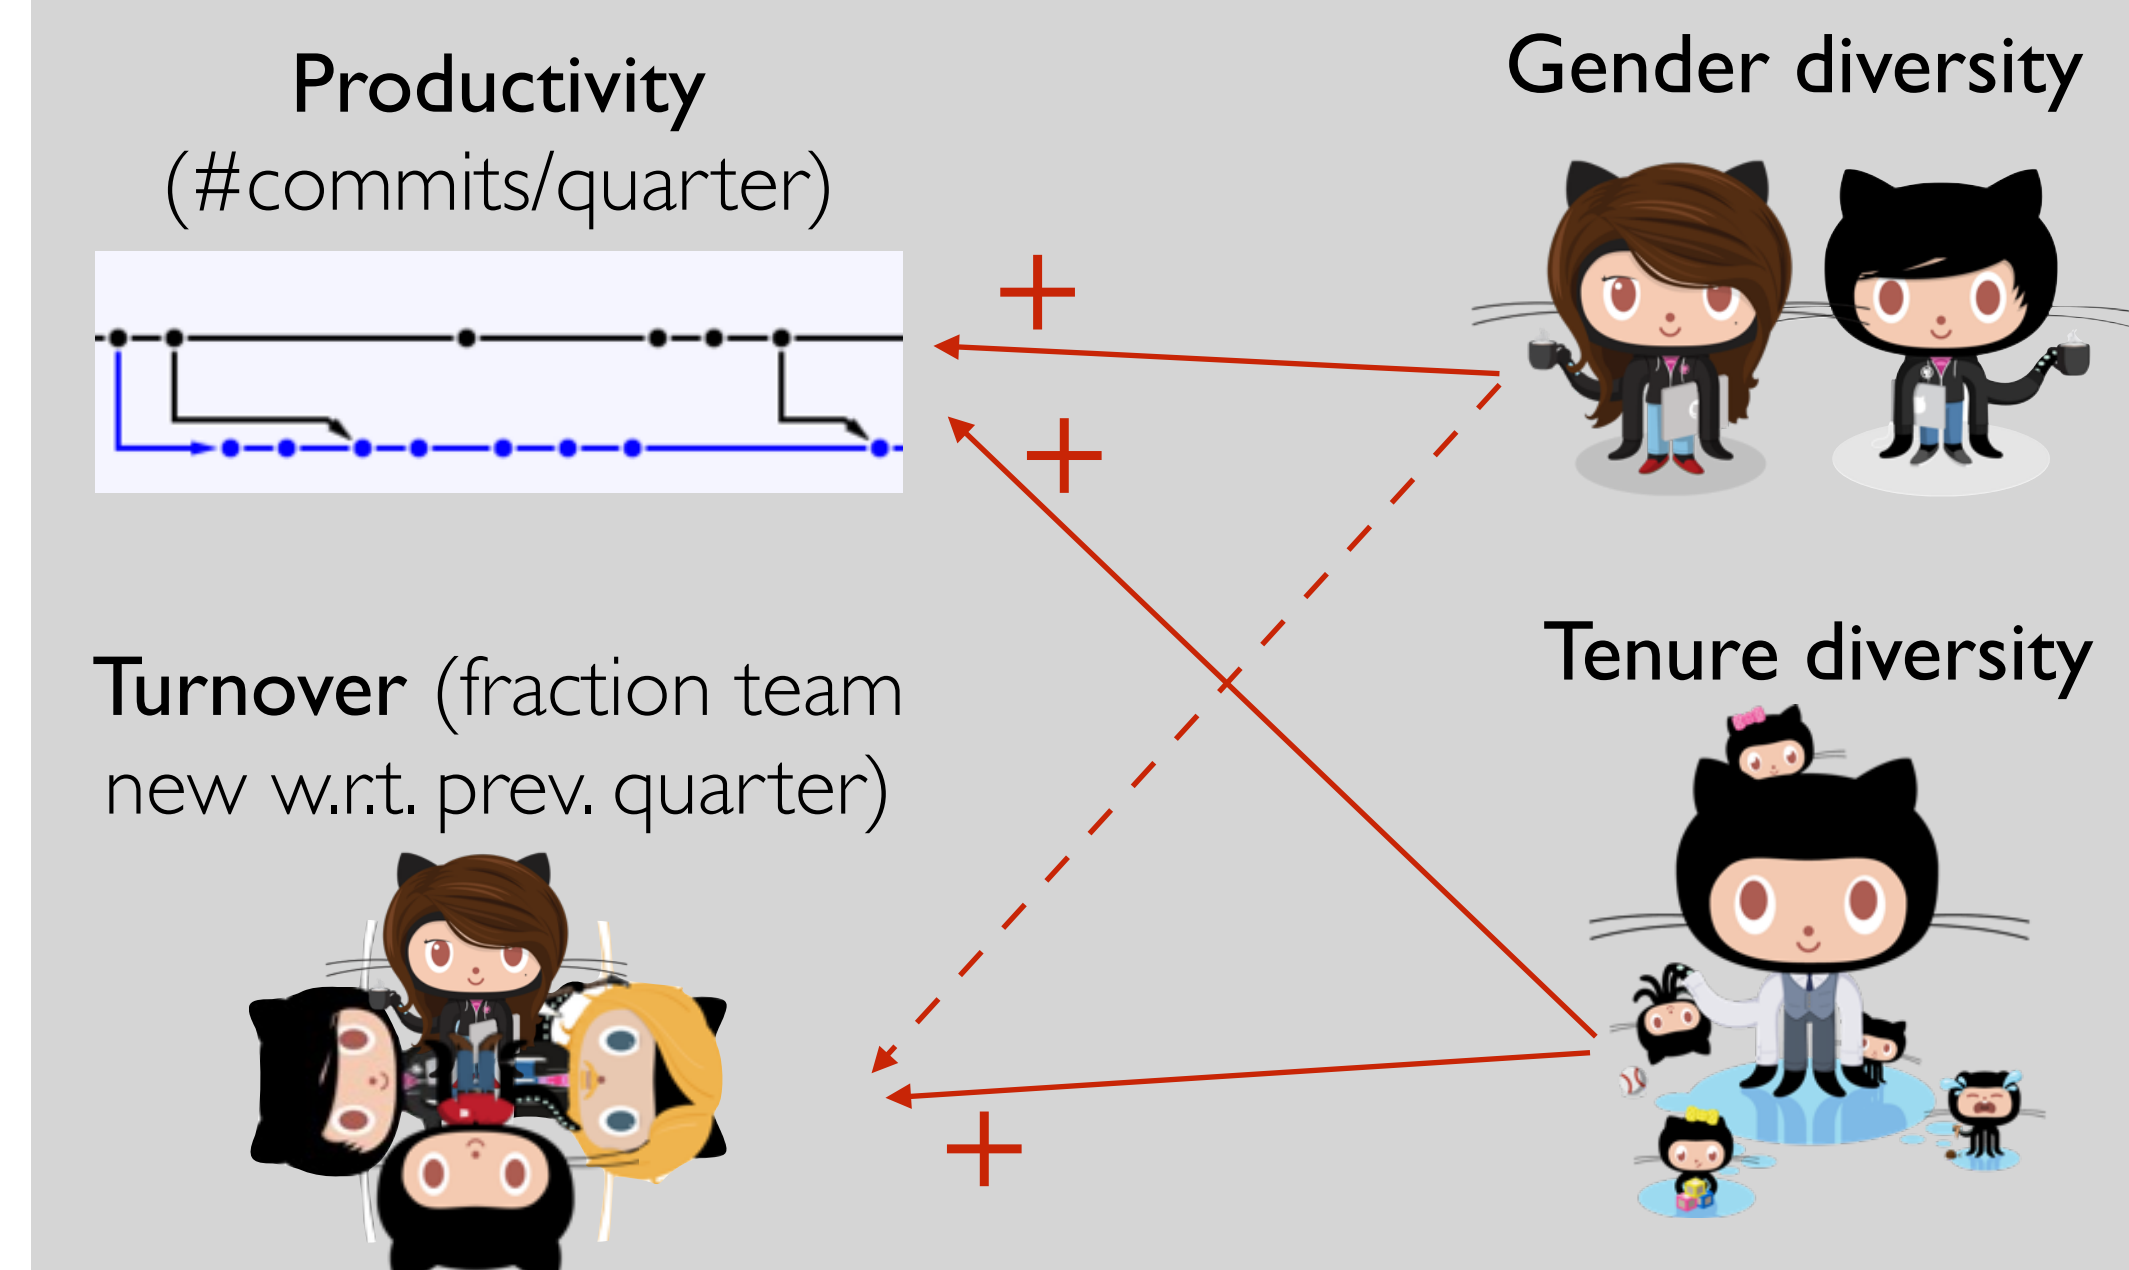 Productivity
(#commits/quarter)
Gender diversity
+
+
Turnover (fraction team
new w.r.t. prev. quarter)
Tenure diversity
+